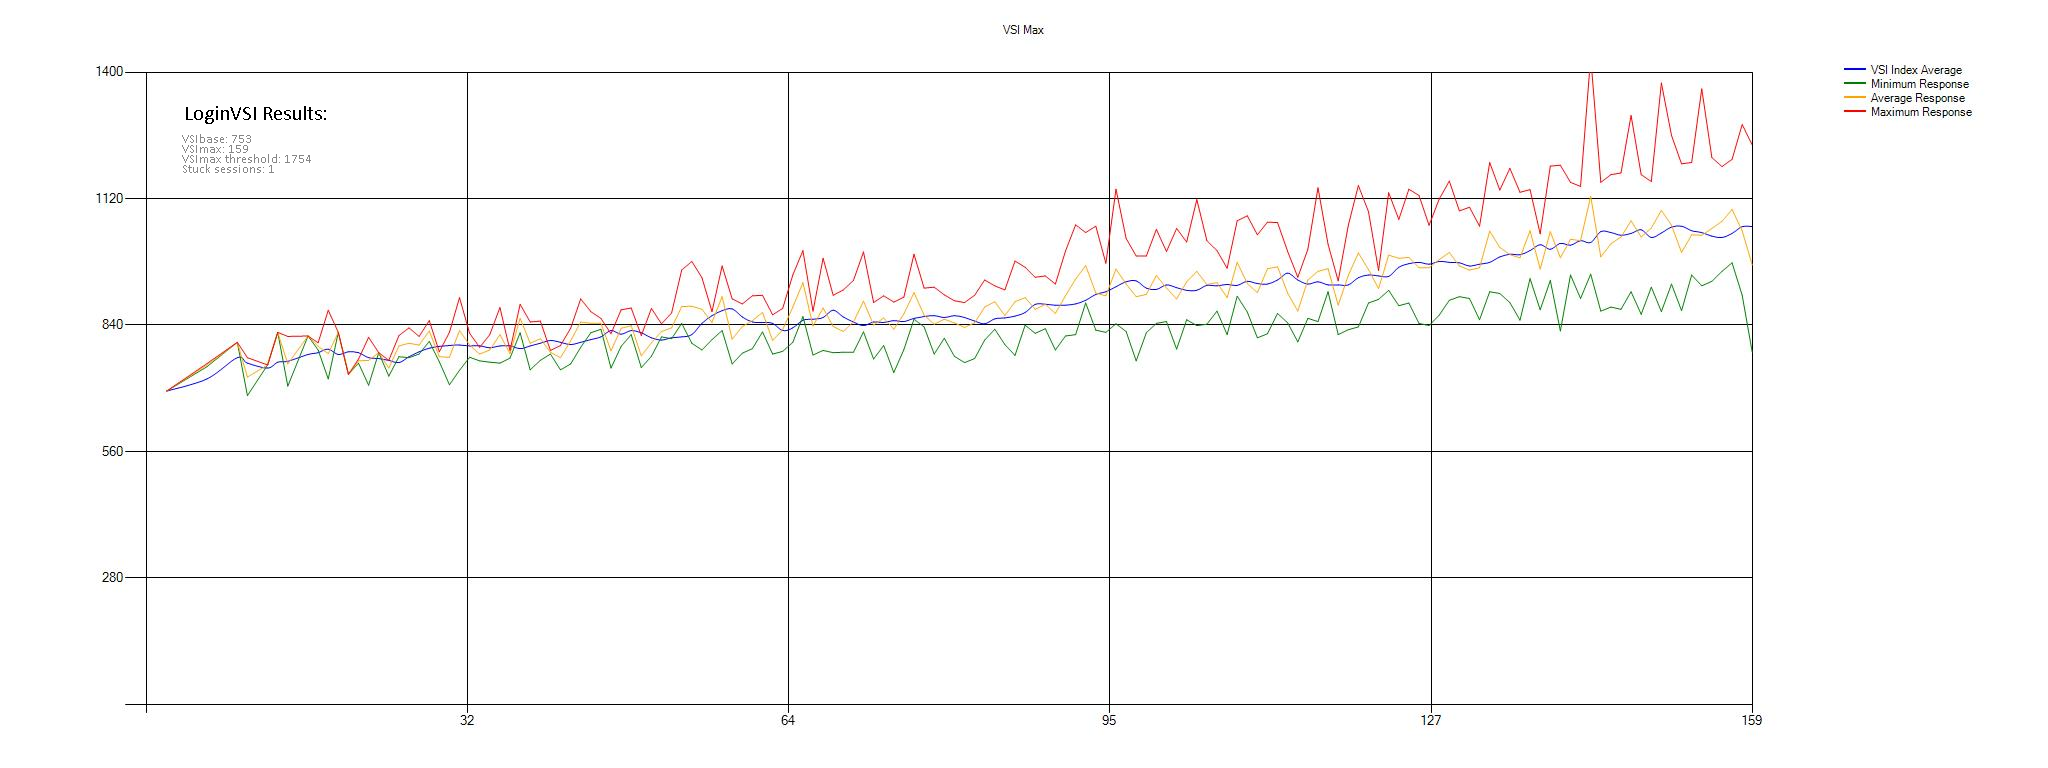 VSI Max
1400
1120
840
560
280
LoginVSI Results:
VSIbase: 753
VSImax: 159
VSImax threshold: 1754
Stuck sessions: 1
32
64
95
127
159
VSI Index Average
Minimum Response
Average Response
Maximum Response